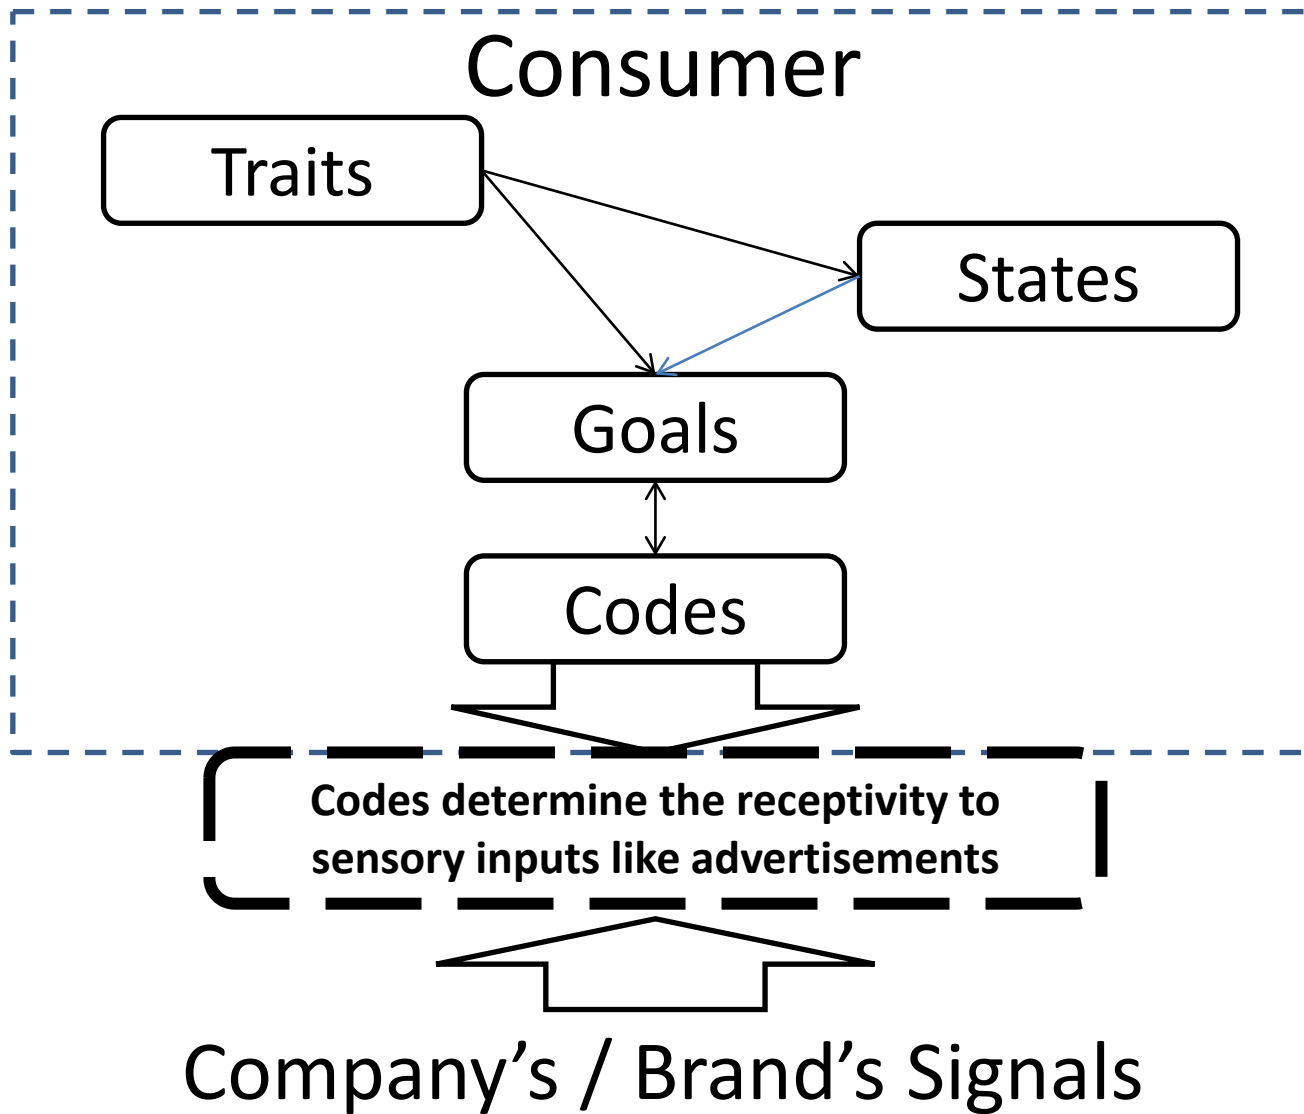 Consumer
Traits
States
Goals
Codes
Codes determine the receptivity to
sensory inputs like advertisements
Company’s / Brand’s Signals